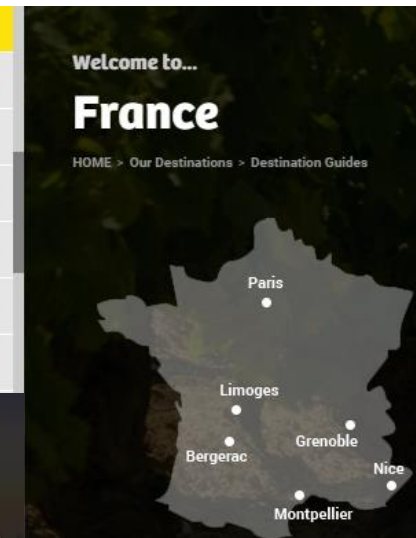 Welcome to...
France
HOME > Our Destinations > Destination Guides
Paris
Limoges
Grenoble
Bergerac
Nice
Montpellier